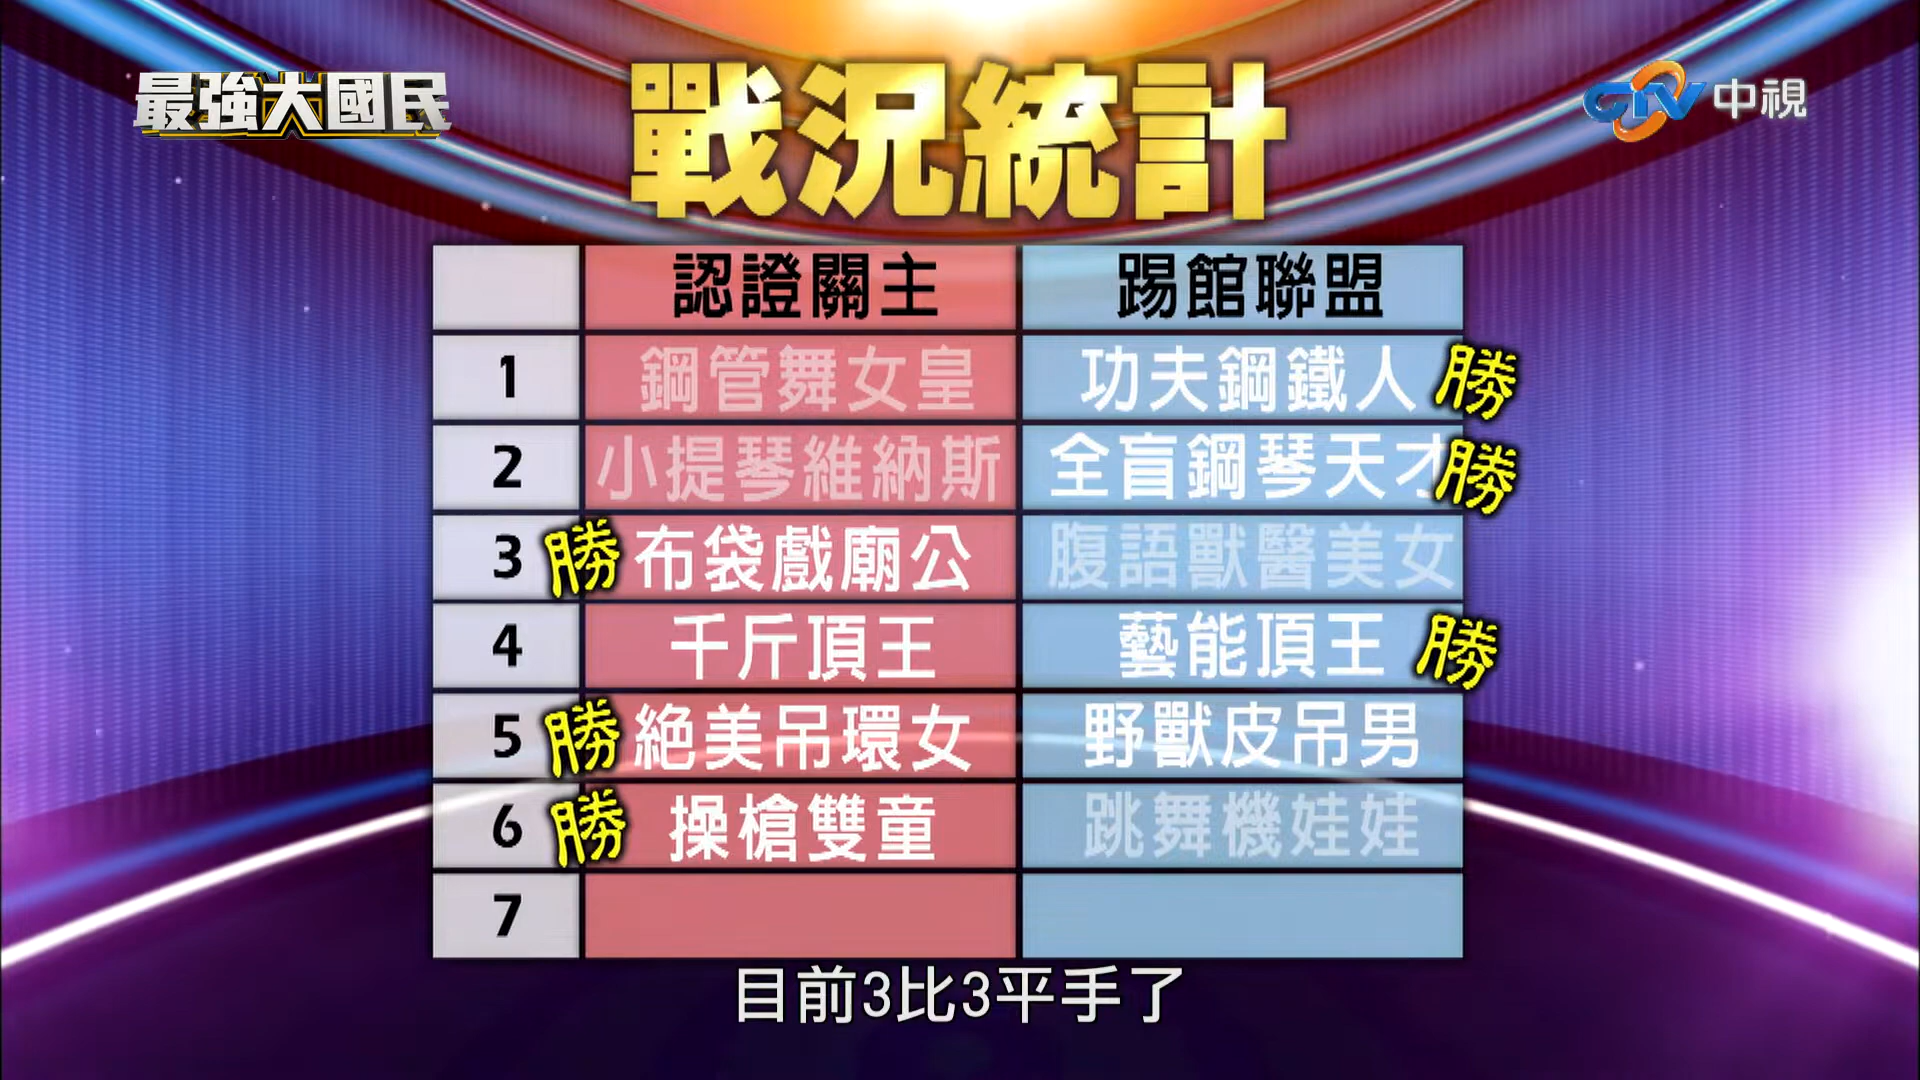 最強大國民
戰況統計
CTV中視
認證關主 踢館聯盟
1 鋼管舞女皇 功夫鋼鐵人 勝
2 小提琴維納斯 全盲鋼琴天才 勝
3 勝 布袋戲廟公 腹語獸醫美女
4 千斤頂王 藝能頂王 勝
5 勝 絕美吊環女 野獸皮吊男
6 勝 操槍雙童 跳舞機娃娃
7
目前3比3平手了